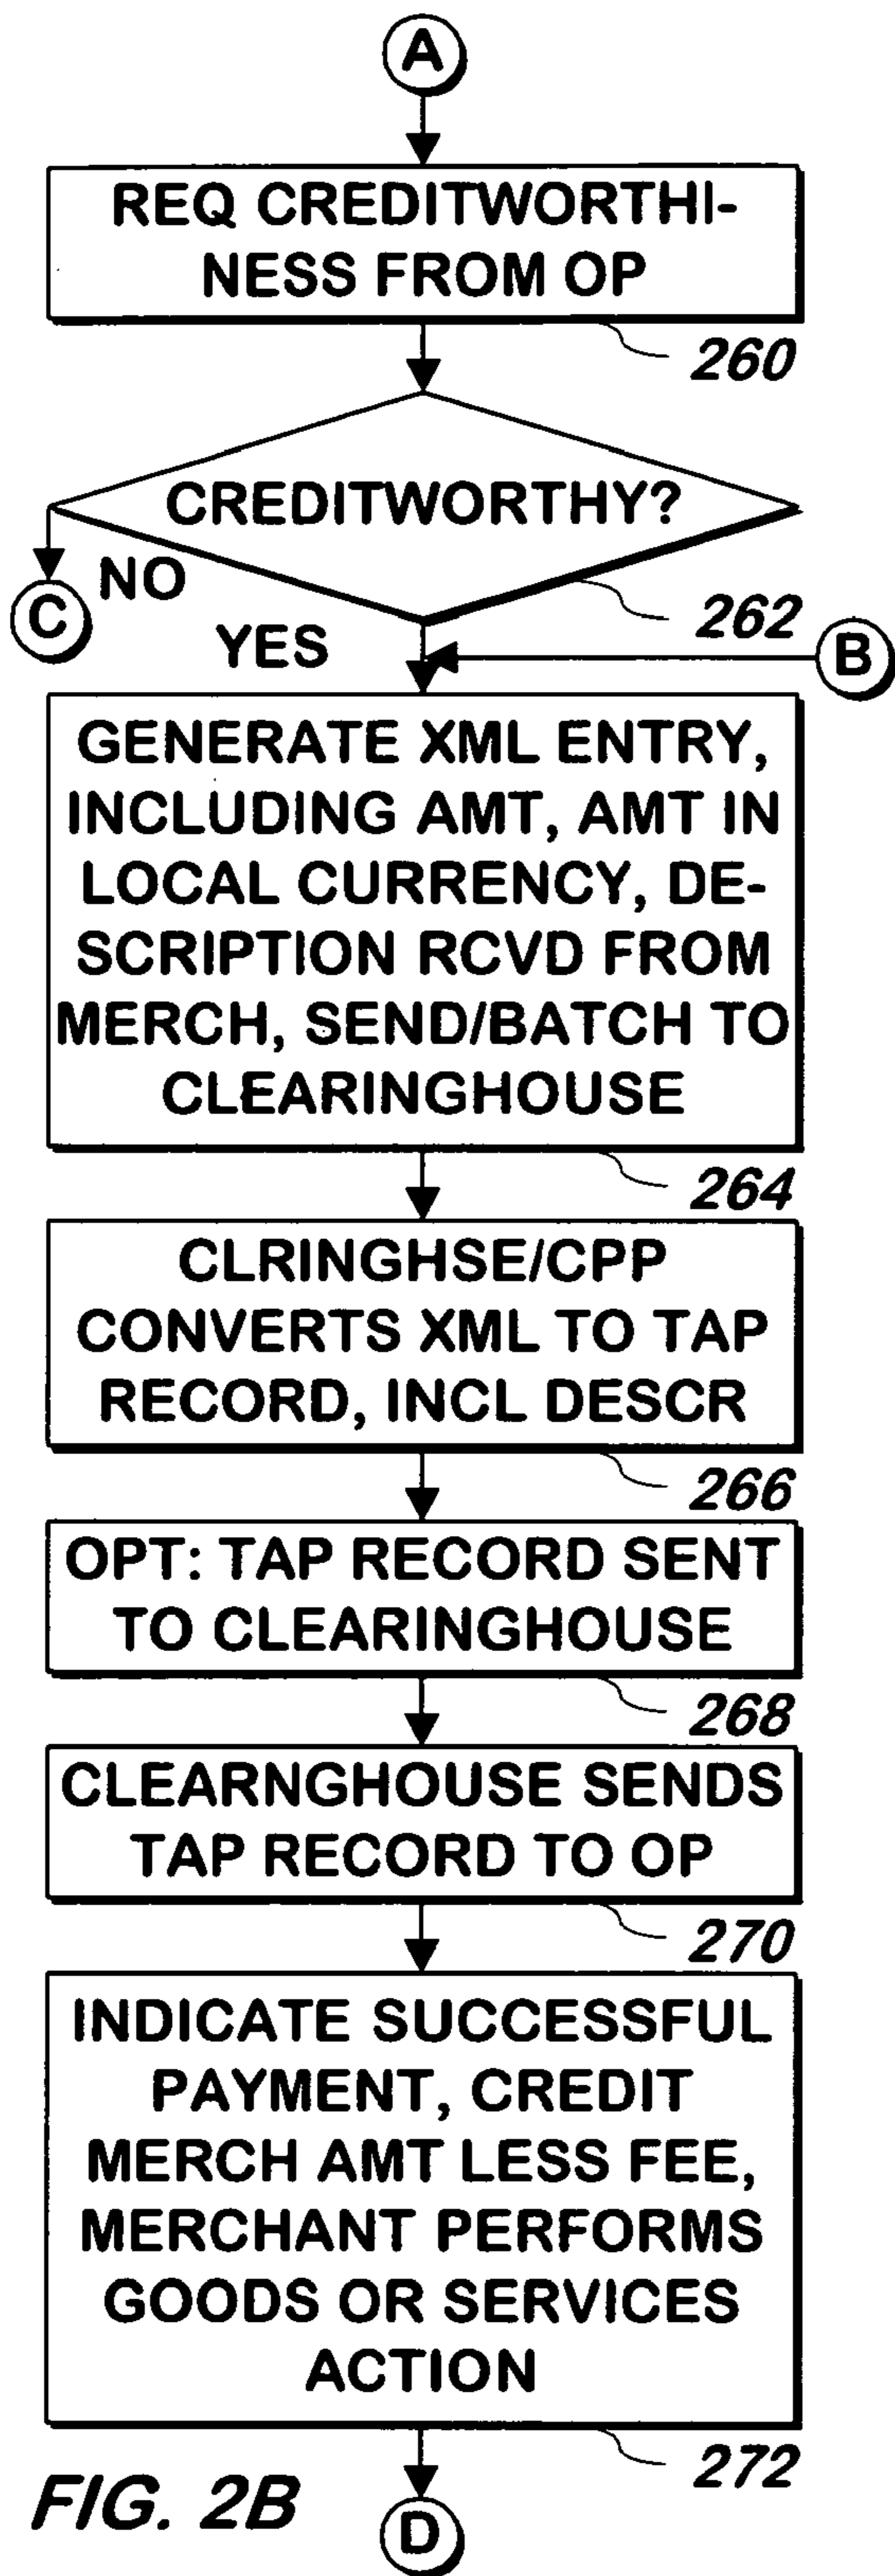 A
REQ CREDITWORTHI-
NESS FROM OP
260
CREDITWORTHY?
NO
C
262
YES
B
GENERATE XML ENTRY,
INCLUDING AMT, AMT IN
LOCAL CURRENCY, DE-
SCRIPTION RCVD FROM
MERCH, SEND/BATCH TO
CLEARINGHOUSE
264
CLRINGHSE/CPP
CONVERTS XML TO TAP
RECORD, INCL DESCR
266
OPT: TAP RECORD SENT
TO CLEARINGHOUSE
268
CLEARNGHOUSE SENDS
TAP RECORD TO OP
270
INDICATE SUCCESSFUL
PAYMENT, CREDIT
MERCH AMT LESS FEE,
MERCHANT PERFORMS
GOODS OR SERVICES
ACTION
272
FIG. 2B
D